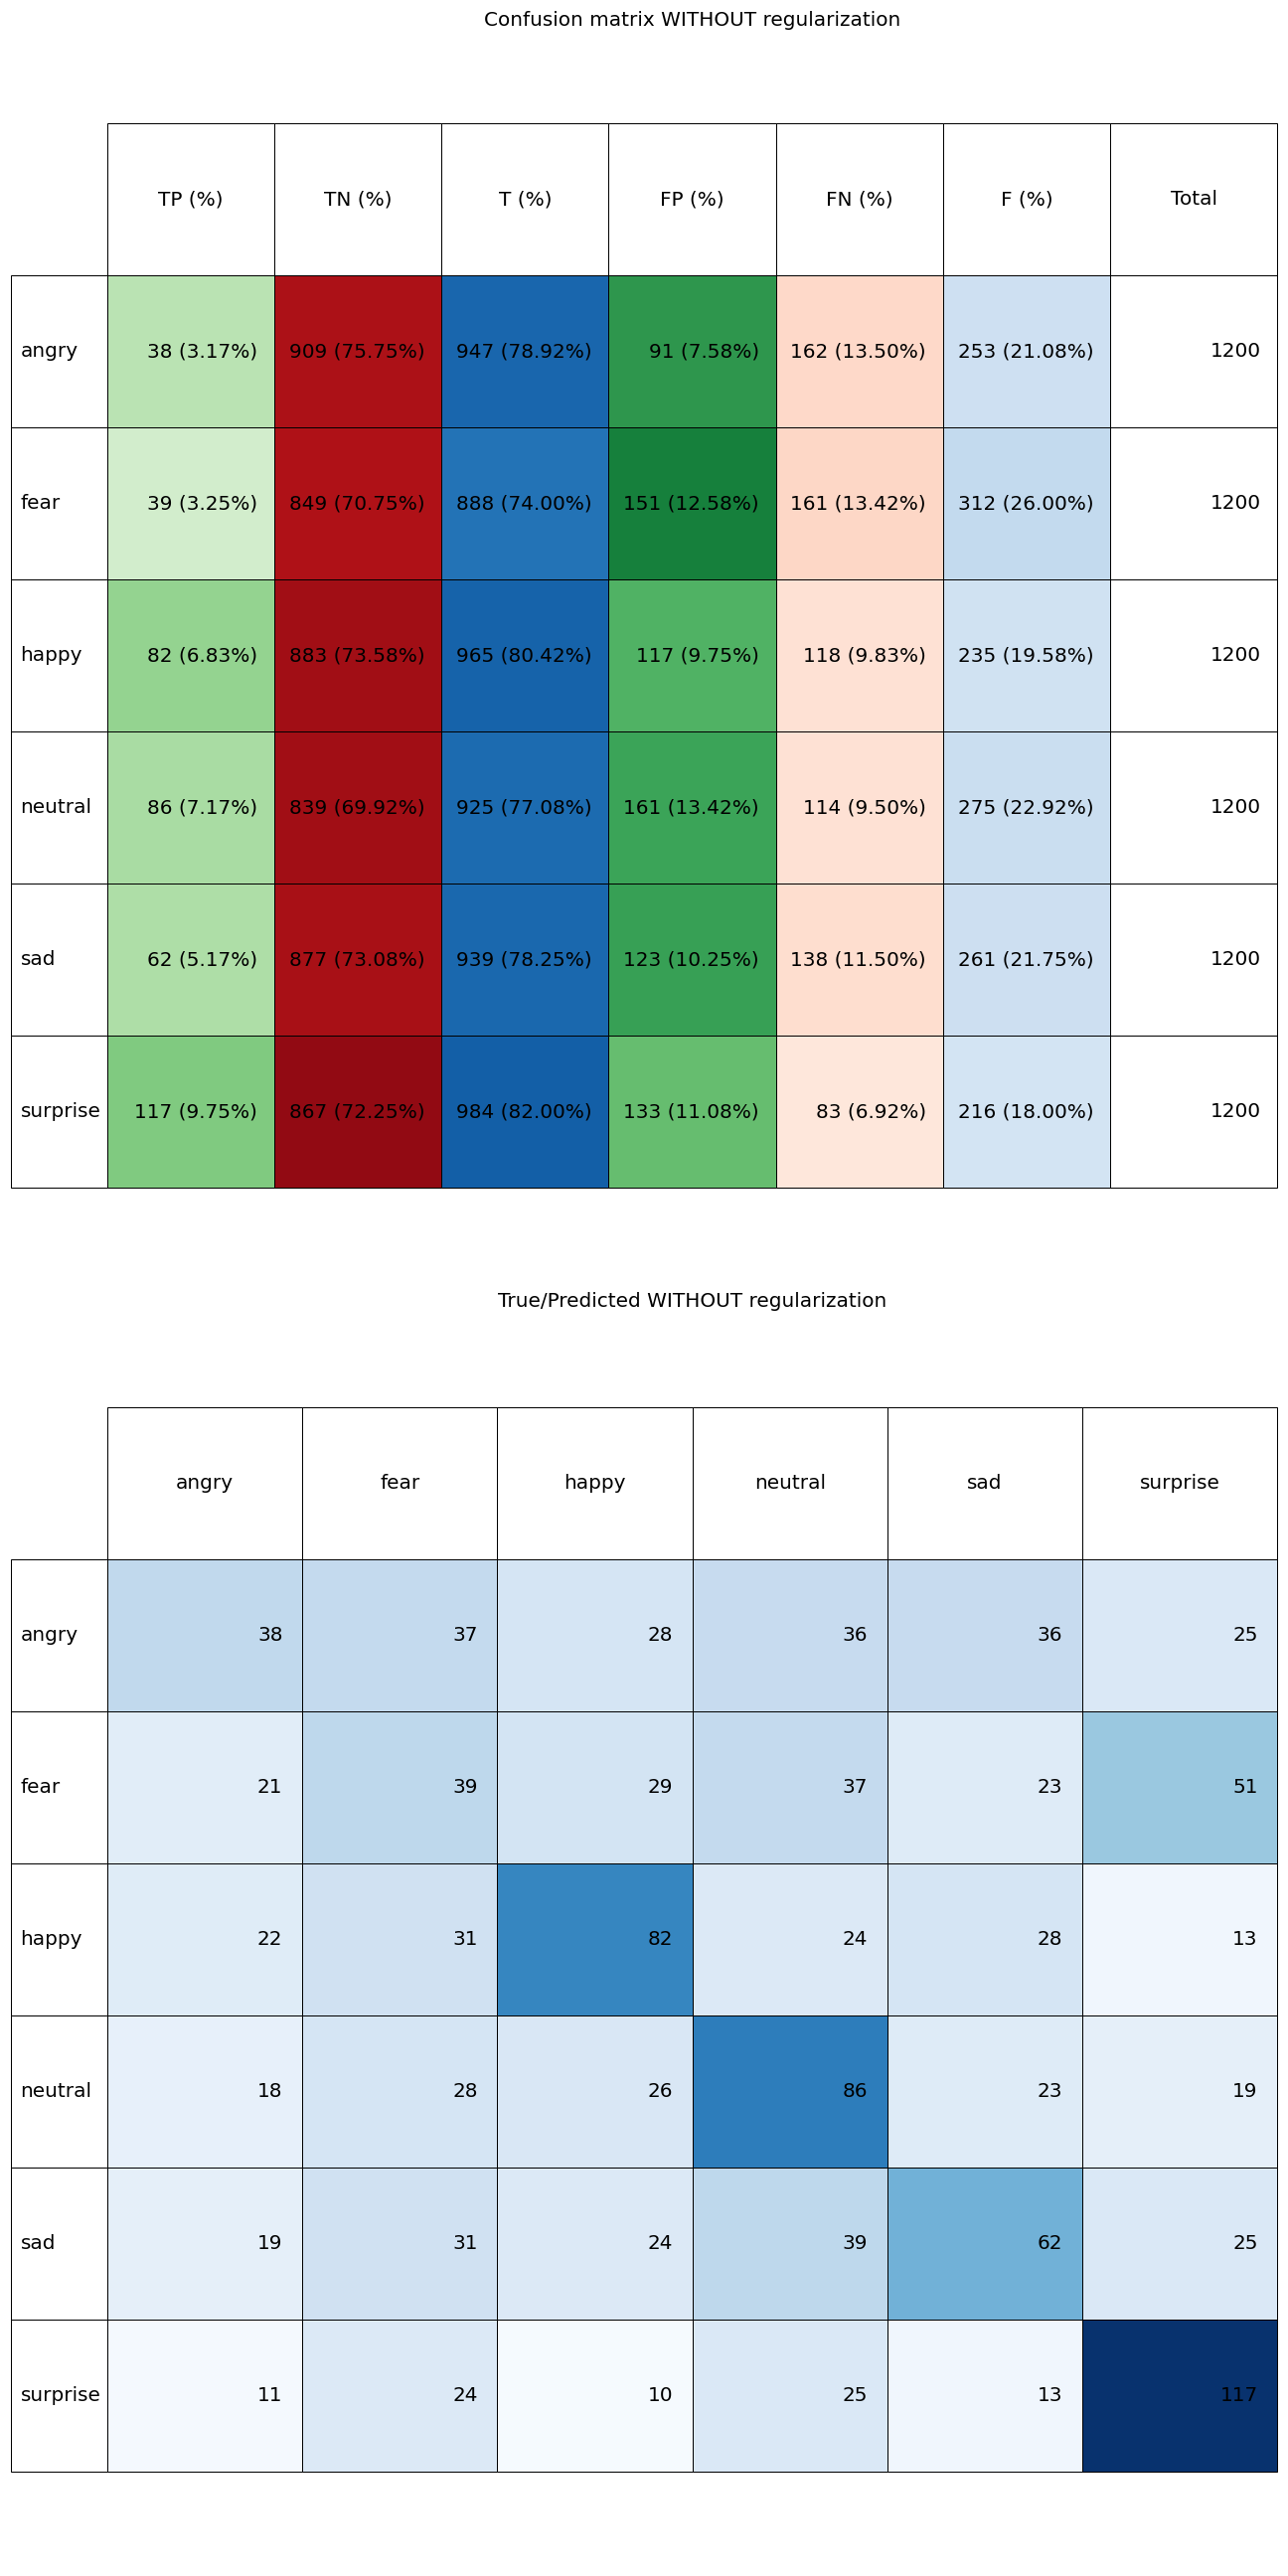 Confusion matrix WITHOUT regularization
TP (%) TN (%) T (%) FP (%) FN (%) F (%) Total
angry 38 (3.17%) 909 (75.75%) 947 (78.92%) 91 (7.58%) 162 (13.50%) 253 (21.08%) 1200
fear 39 (3.25%) 849 (70.75%) 888 (74.00%) 151 (12.58%) 161 (13.42%) 312 (26.00%) 1200
happy 82 (6.83%) 883 (73.58%) 965 (80.42%) 117 (9.75%) 118 (9.83%) 235 (19.58%) 1200
neutral 86 (7.17%) 839 (69.92%) 925 (77.08%) 161 (13.42%) 114 (9.50%) 275 (22.92%) 1200
sad 62 (5.17%) 877 (73.08%) 939 (78.25%) 123 (10.25%) 138 (11.50%) 261 (21.75%) 1200
surprise 117 (9.75%) 867 (72.25%) 984 (82.00%) 133 (11.08%) 83 (6.92%) 216 (18.00%) 1200
True/Predicted WITHOUT regularization
angry fear happy neutral sad surprise
angry 38 37 28 36 36 25
fear 21 39 29 37 23 51
happy 22 31 82 24 28 13
neutral 18 28 26 86 23 19
sad 19 31 24 39 62 25
surprise 11 24 10 25 13 117